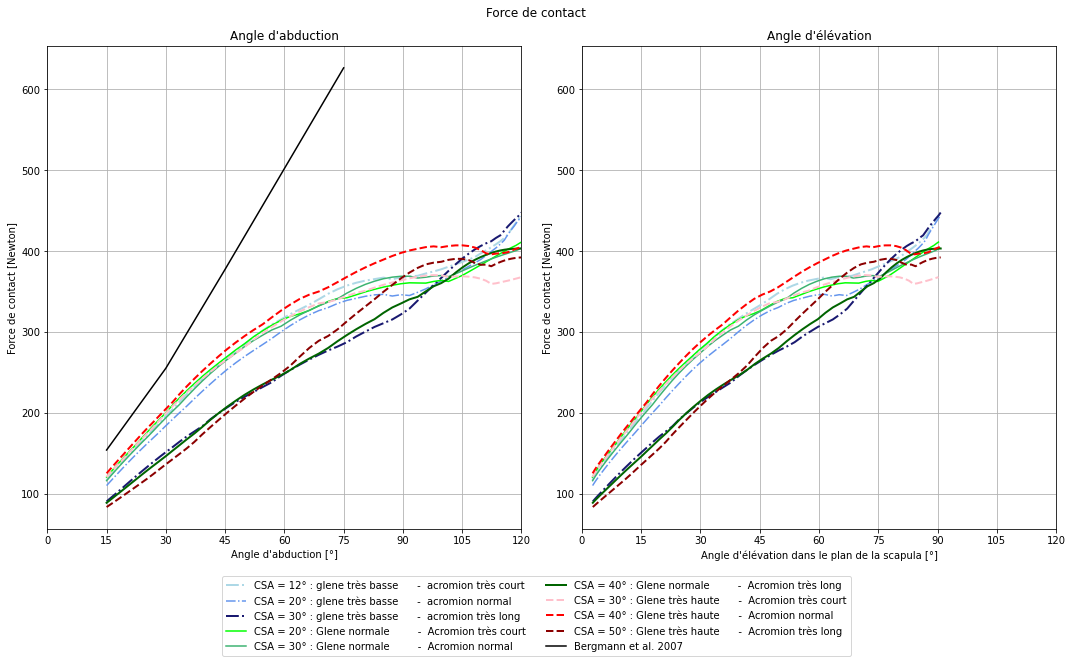 Force de contact
Angle d'abduction
Angle d'élévation
Force de contact [Newton]
600
500
400
300
200
100
0 15 30 45 60 75 90 105 120
Angle d'abduction [°]
Force de contact [Newton]
600
500
400
300
200
100
0 15 30 45 60 75 90 105 120
Angle d'élévation dans le plan de la scapula [°]
CSA = 12° : glene très basse - acromion très court
CSA = 20° : glene très basse - acromion normal
CSA = 30° : glene très basse - acromion très long
CSA = 20° : Glene normale - Acromion très court
CSA = 30° : Glene normale - Acromion normal
CSA = 40° : Glene normale - Acromion très long
CSA = 30° : Glene très haute - Acromion très court
CSA = 40° : Glene très haute - Acromion normal
CSA = 50° : Glene très haute - Acromion très long
Bergmann et al. 2007